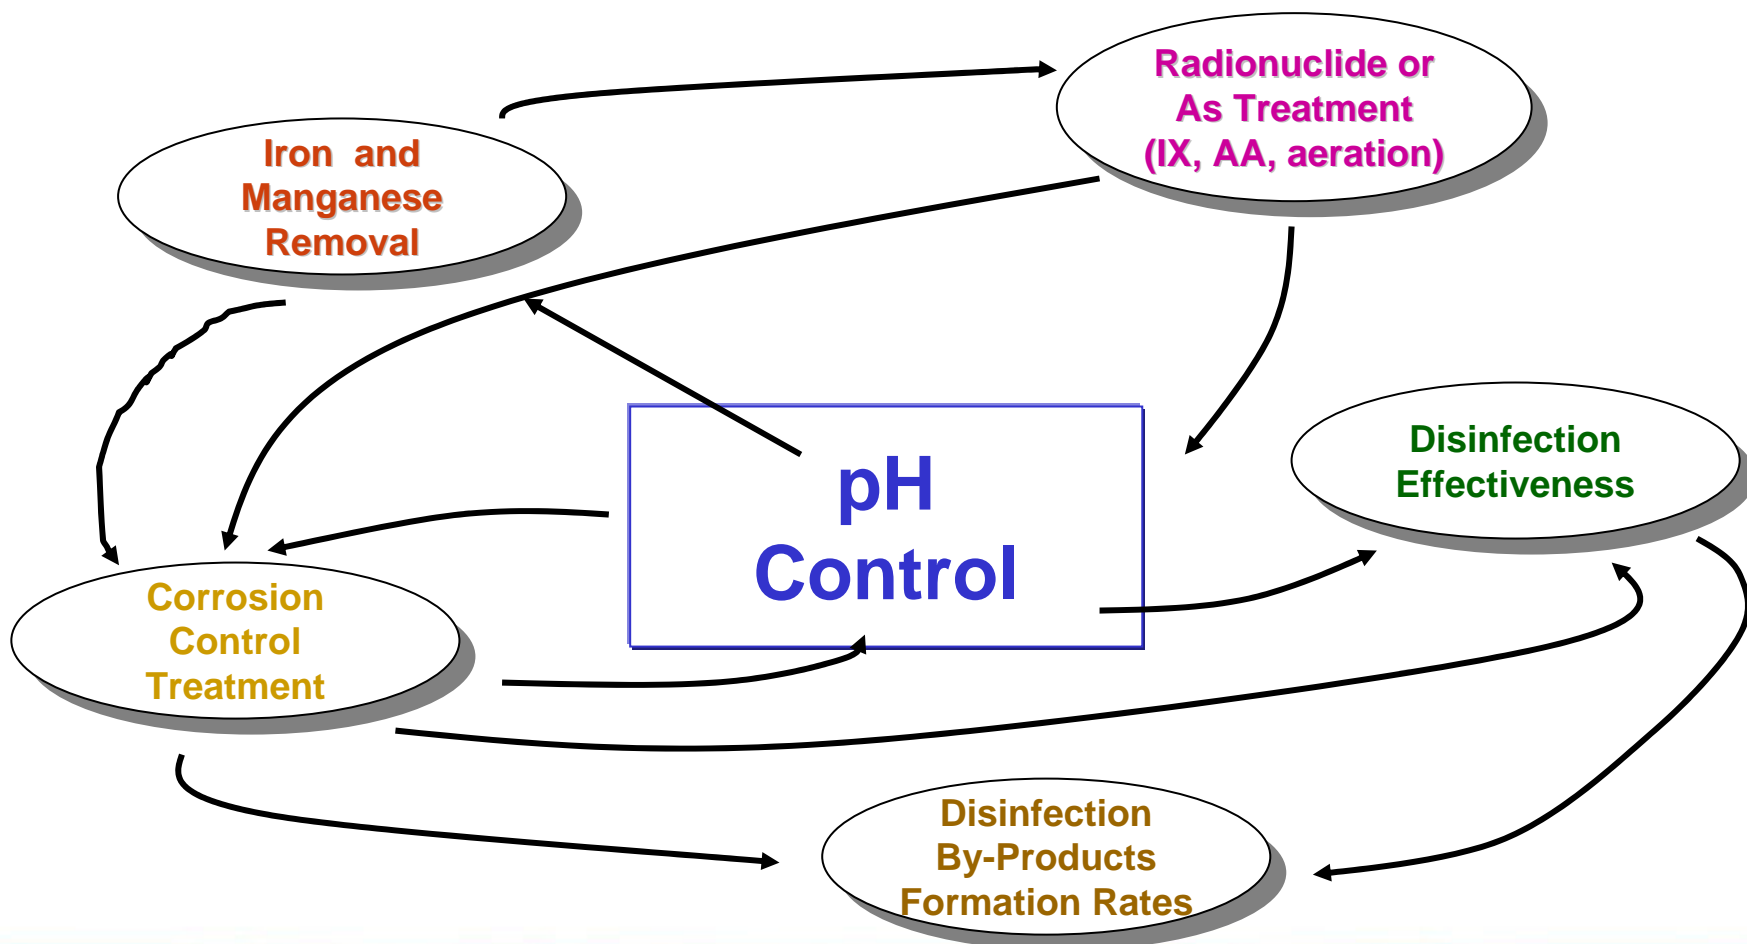 Radionuclide or
As Treatment
(IX, AA, aeration)
Iron and
Manganese
Removal
pH
Control
Disinfection
Effectiveness
Corrosion
Control
Treatment
Disinfection
By-Products
Formation Rates